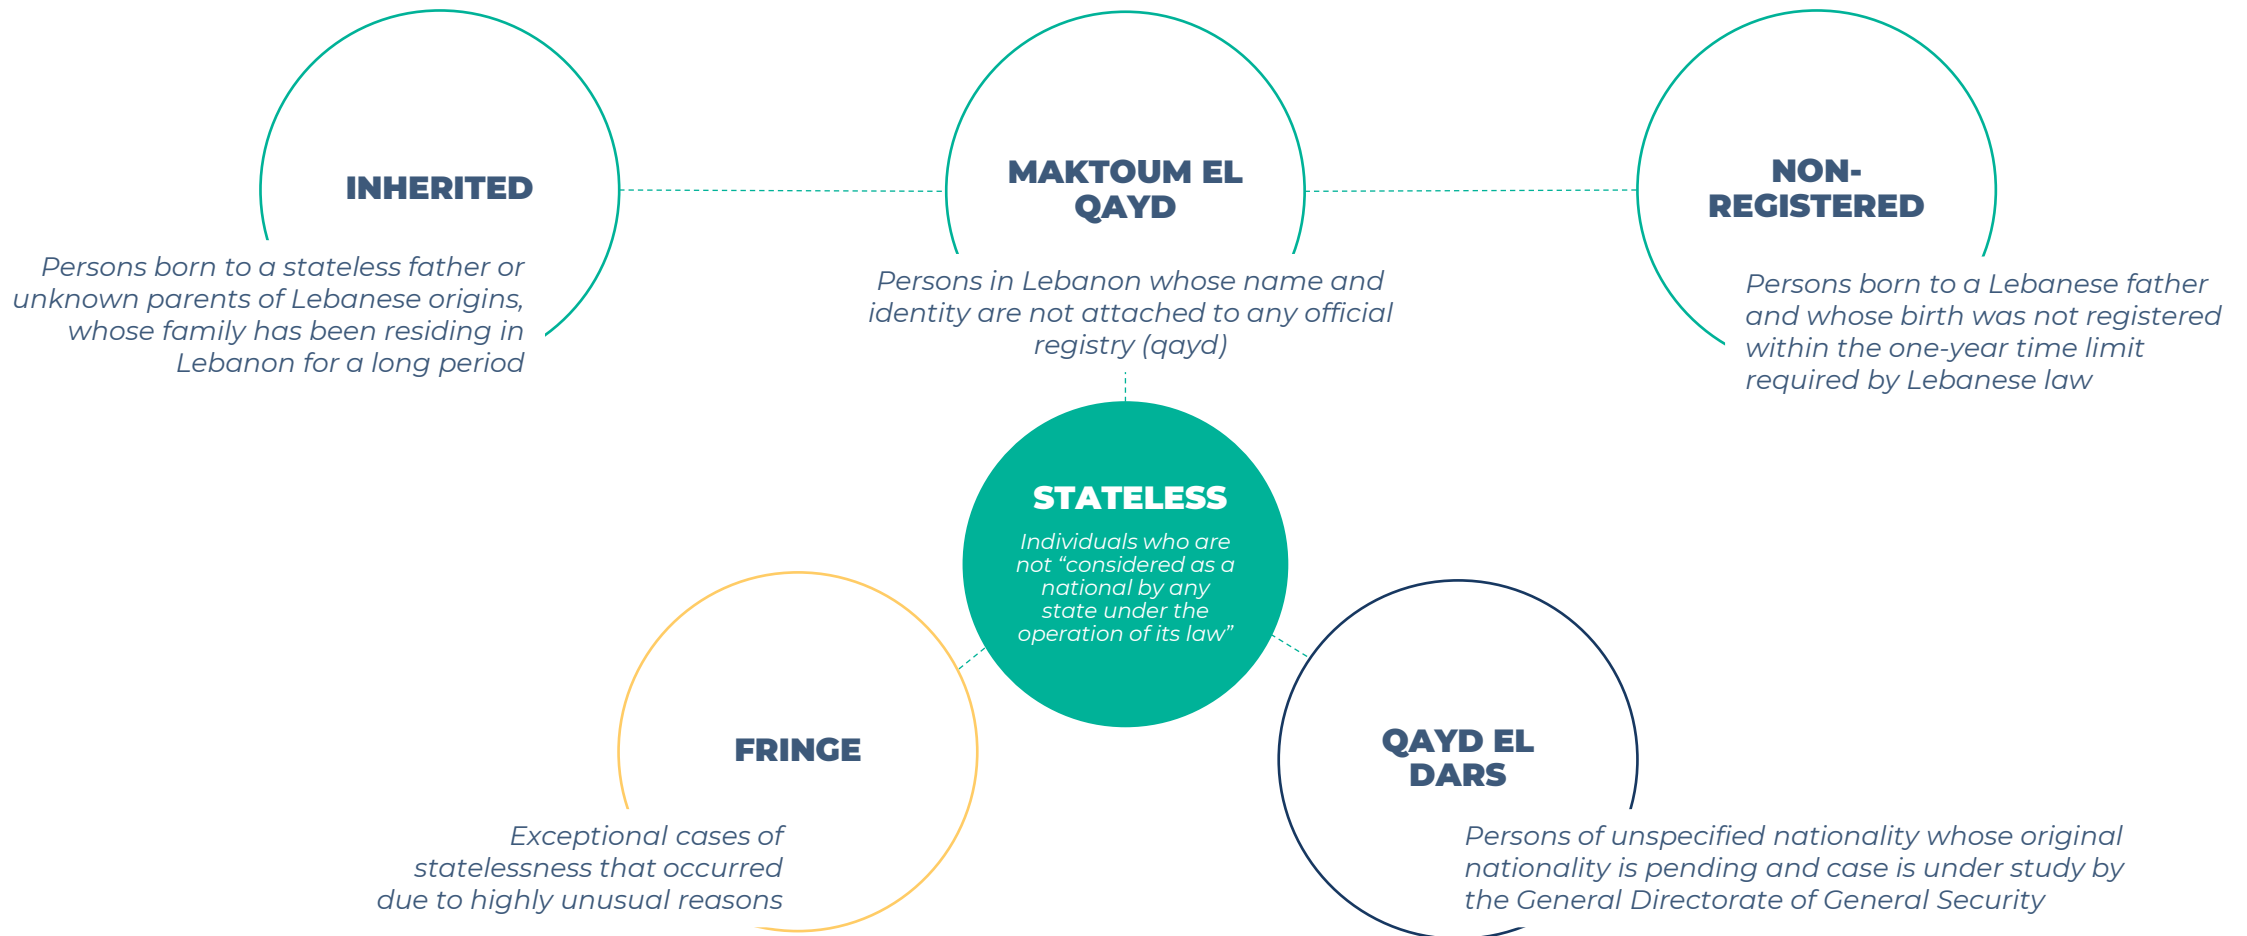 INHERITED
Persons born to a stateless father or
unknown parents of Lebanese origins,
whose family has been residing in
Lebanon for a long period
MAKTOUM EL
QAYD
Persons in Lebanon whose name and
identity are not attached to any official
registry (qayd)
NON-
REGISTERED
Persons born to a Lebanese father
and whose birth was not registered
within the one-year time limit
required by Lebanese law
STATELESS
Individuals who are
not “considered as a
national by any
state under the
operation of its law”
FRINGE
Exceptional cases of
statelessness that occurred
due to highly unusual reasons
QAYD EL
DARS
Persons of unspecified nationality whose original
nationality is pending and case is under study by
the General Directorate of General Security